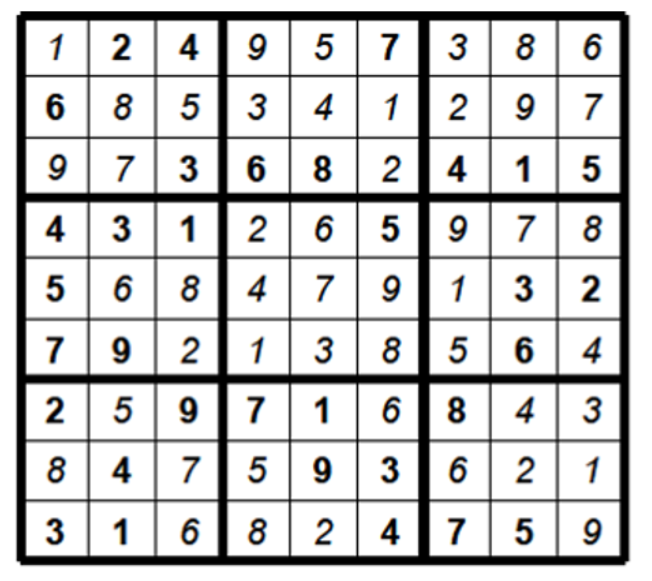 1 2 4 9 5 7 3 8 6
6 8 5 3 4 1 2 9 7
9 7 3 6 8 2 4 1 5
4 3 1 2 6 5 9 7 8
5 6 8 4 7 9 1 3 2
7 9 2 1 3 8 5 6 4
2 5 9 7 1 6 8 4 3
8 4 7 5 9 3 6 2 1
3 1 6 8 2 4 7 5 9